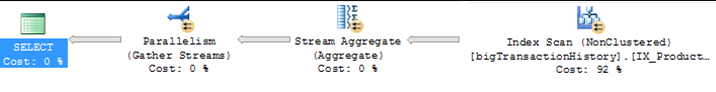 SELECT
Cost: 0 %
Parallelism
(Gather Streams)
Cost: 0 %
Stream Aggregate
(Aggregate)
Cost: 0 %
Index Scan (NonClustered)
[bigTransactionHistory].[IX_Product...
Cost: 92 %